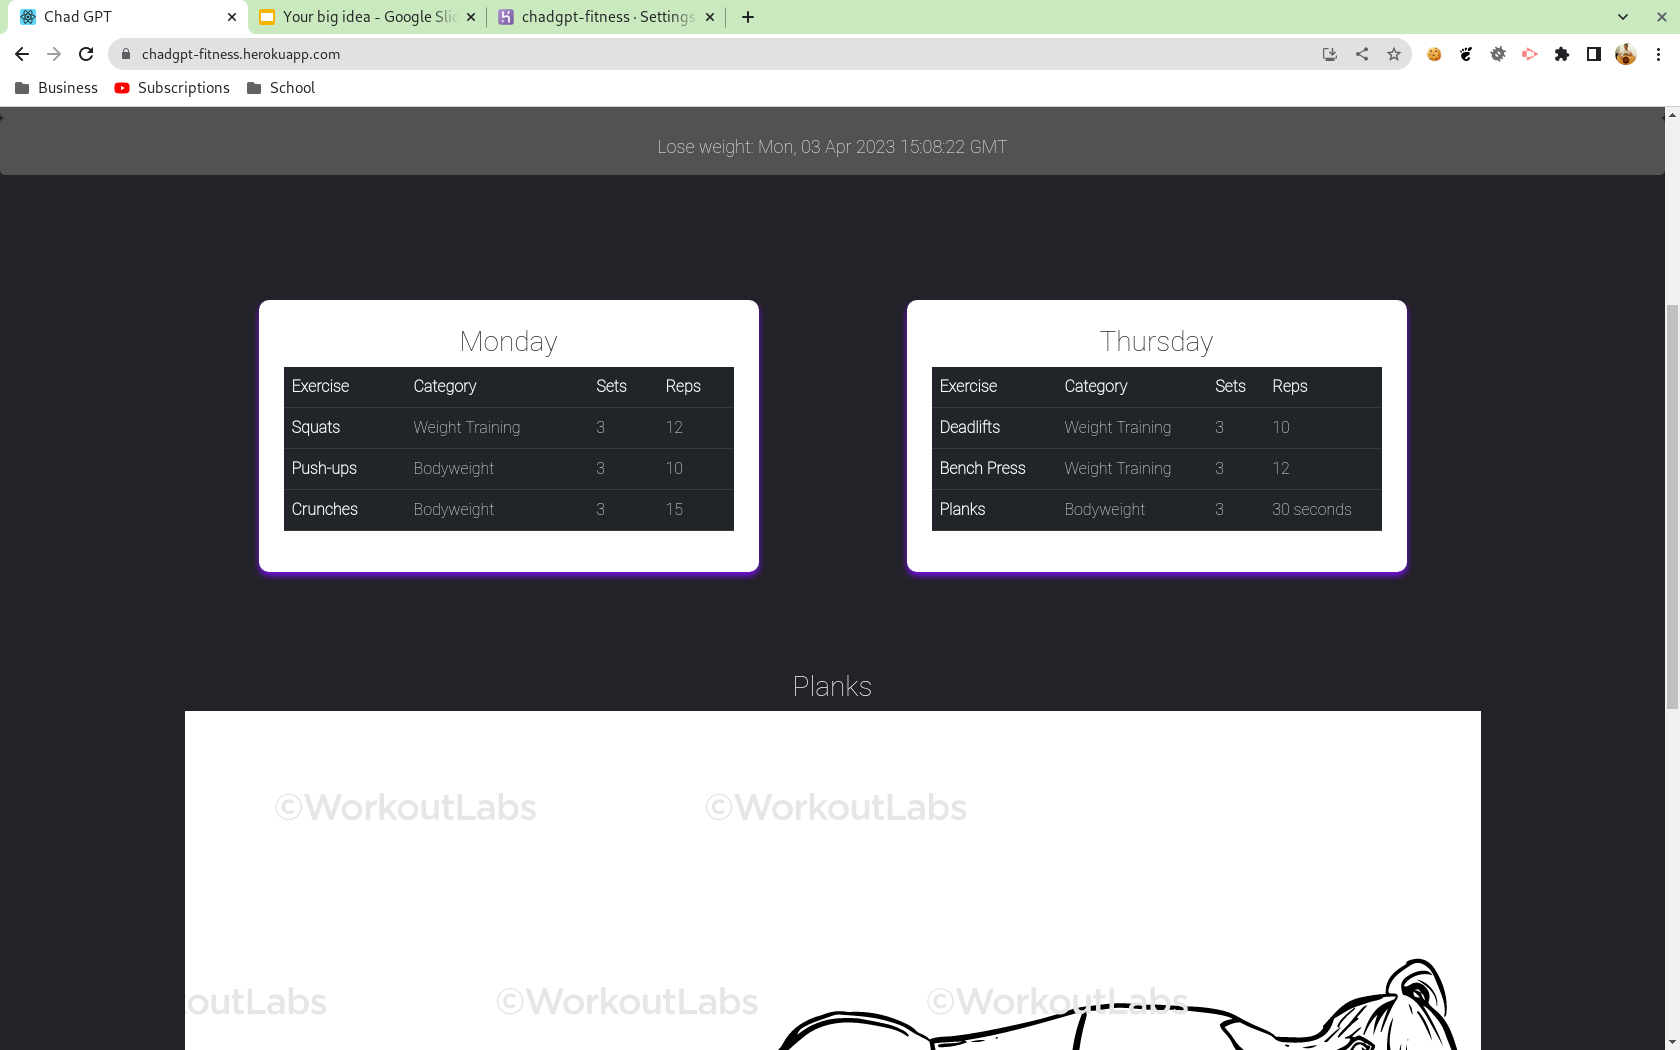 Chad GPT
Your big idea - Google Slid
chadgpt-fitness · Settings
chadgpt-fitness.herokuapp.com
Business
Subscriptions
School
Lose weight: Mon, 03 Apr 2023 15:08:22 GMT
Monday
Exercise Category Sets Reps
Squats Weight Training 3 12
Push-ups Bodyweight 3 10
Crunches Bodyweight 3 15
Thursday
Exercise Category Sets Reps
Deadlifts Weight Training 3 10
Bench Press Weight Training 3 12
Planks Bodyweight 3 30 seconds
Planks
©WorkoutLabs ©WorkoutLabs
koutLabs ©WorkoutLabs ©WorkoutLabs